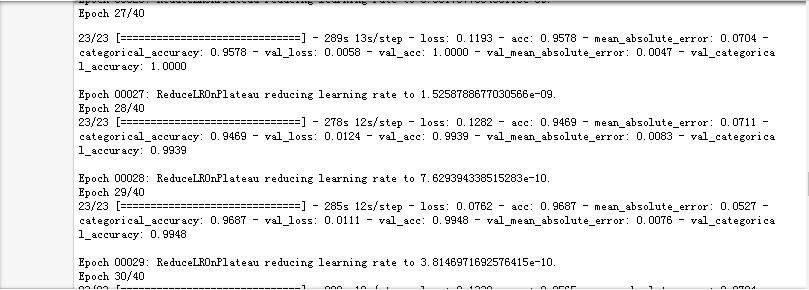 Epoch 27/40
23/23 [==============================] - 289s 13s/step - loss: 0.1193 - acc: 0.9578 - mean_absolute_error: 0.0704 -
categorical_accuracy: 0.9578 - val_loss: 0.0058 - val_acc: 1.0000 - val_mean_absolute_error: 0.0047 - val_categorica
l_accuracy: 1.0000
Epoch 00027: ReduceLROnPlateau reducing learning rate to 1.5258788677030566e-09.
Epoch 28/40
23/23 [==============================] - 278s 12s/step - loss: 0.1282 - acc: 0.9469 - mean_absolute_error: 0.0711 -
categorical_accuracy: 0.9469 - val_loss: 0.0124 - val_acc: 0.9939 - val_mean_absolute_error: 0.0083 - val_categorica
l_accuracy: 0.9939
Epoch 00028: ReduceLROnPlateau reducing learning rate to 7.629394338515283e-10.
Epoch 29/40
23/23 [==============================] - 285s 12s/step - loss: 0.0762 - acc: 0.9687 - mean_absolute_error: 0.0527 -
categorical_accuracy: 0.9687 - val_loss: 0.0111 - val_acc: 0.9948 - val_mean_absolute_error: 0.0076 - val_categorica
l_accuracy: 0.9948
Epoch 00029: ReduceLROnPlateau reducing learning rate to 3.8146971692576415e-10.
Epoch 30/40